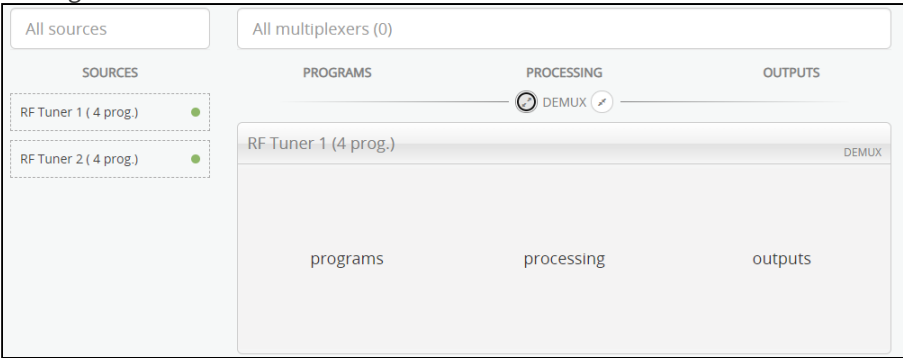 All sources
All multiplexers (0)
SOURCES
PROGRAMS
PROCESSING
OUTPUTS
DEMUX
RF Tuner 1 ( 4 prog.)
RF Tuner 2 ( 4 prog.)
RF Tuner 1 (4 prog.)
DEMUX
programs
processing
outputs